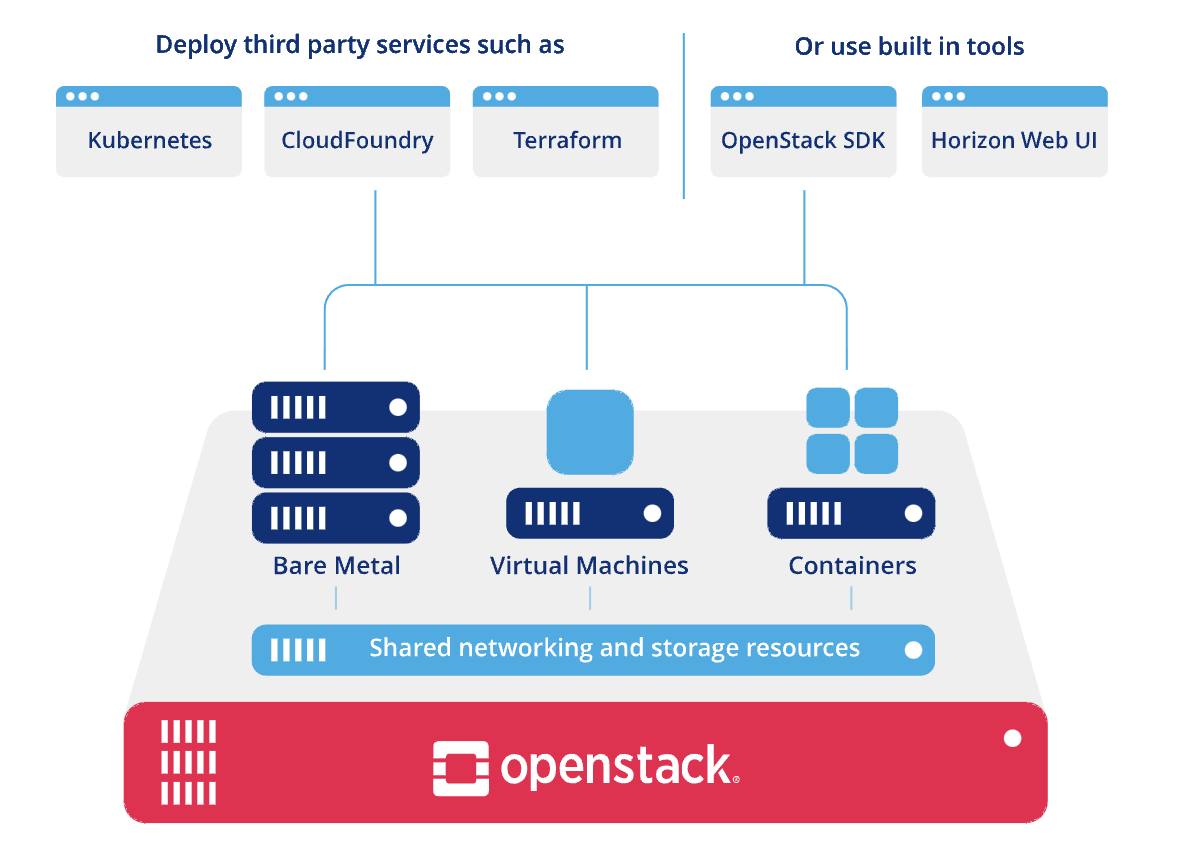 Deploy third party services such as
Or use built in tools
Kubernetes
CloudFoundry
Terraform
OpenStack SDK
Horizon Web UI
Bare Metal
Virtual Machines
Containers
Shared networking and storage resources
openstack®